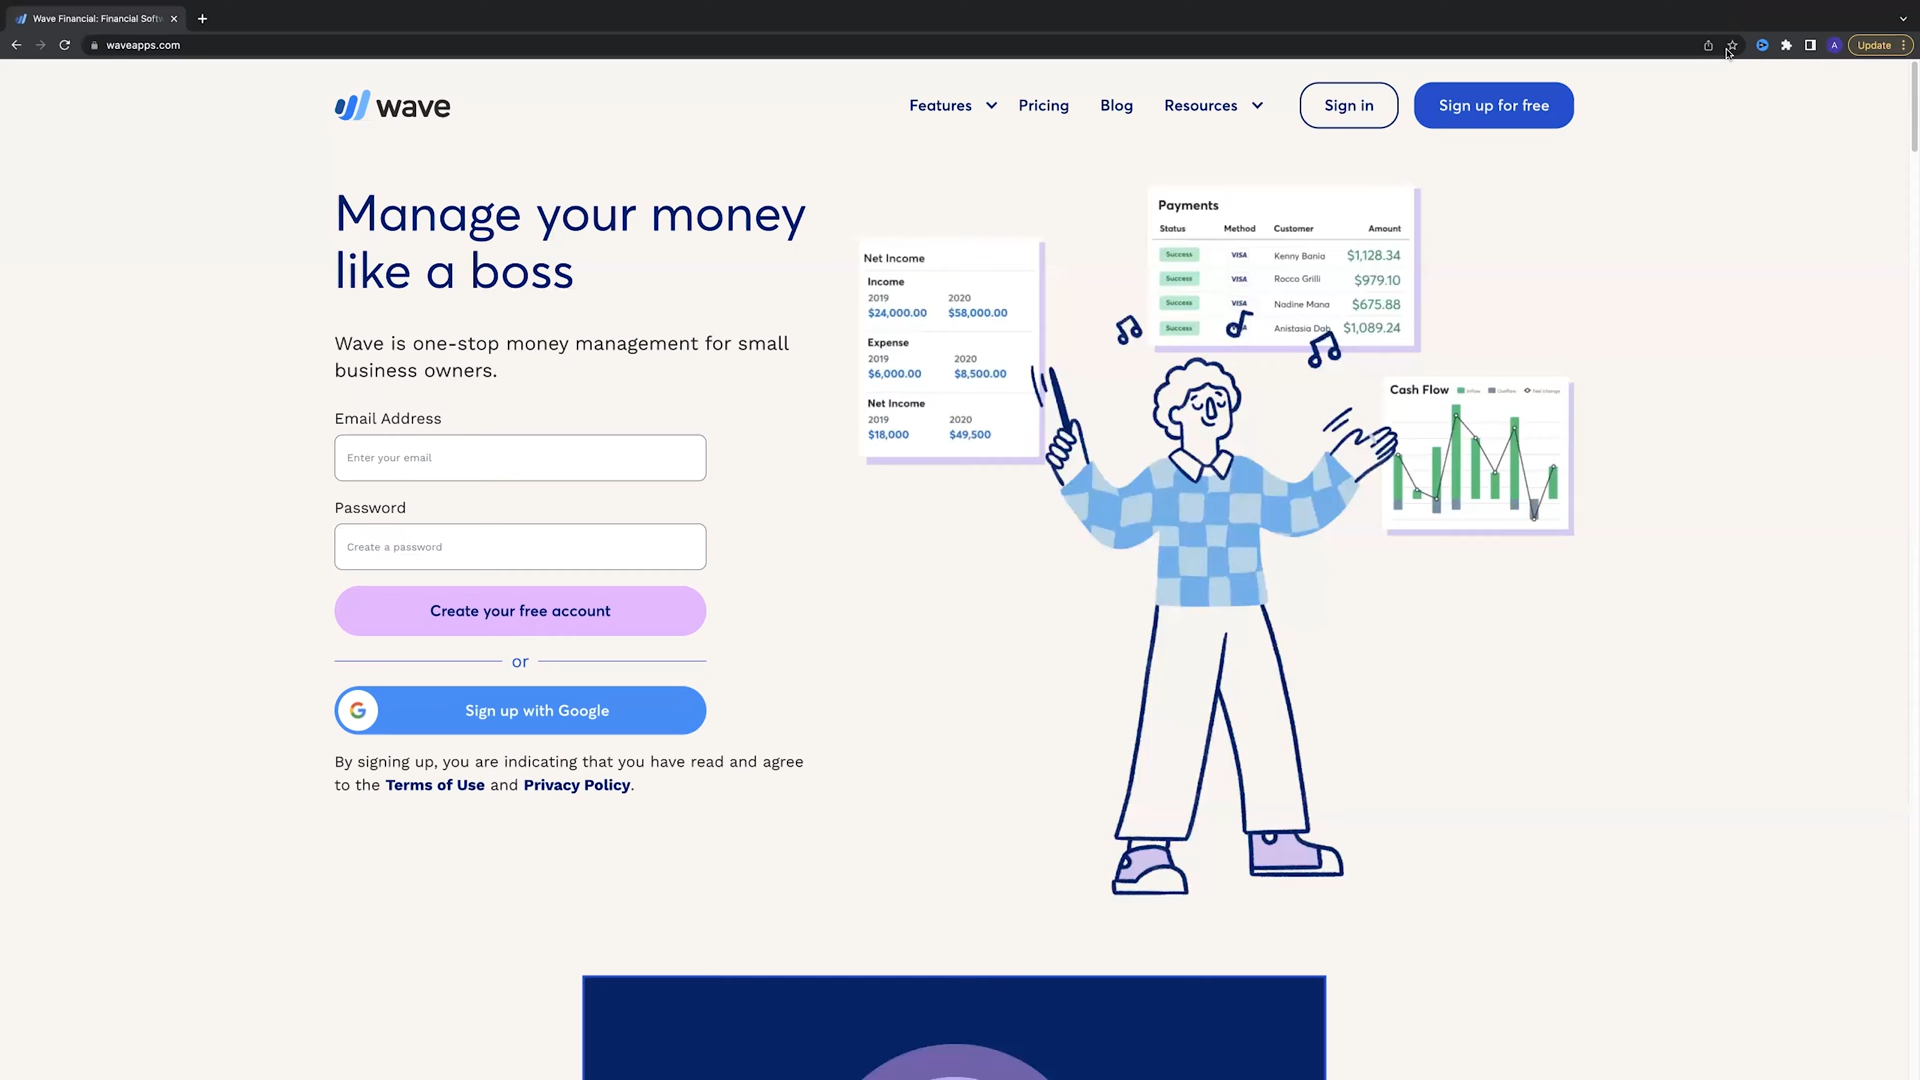 Wave Financial: Financial Softw
waveapps.com
Update
wave
Features
Pricing
Blog
Resources
Sign in
Sign up for free
Manage your money
like a boss
Wave is one-stop money management for small
business owners.
Email Address
Enter your email
Password
Create a password
Create your free account
or
G
Sign up with Google
By signing up, you are indicating that you have read and agree
to the Terms of Use and Privacy Policy.
Net Income
Income
2019 2020
$24,000.00 $58,000.00
Expense
2019 2020
$6,000.00 $8,500.00
Net Income
2019 2020
$18,000 $49,500
Payments
Status Method Customer Amount
Success VISA Kenny Bania $1,128.34
Success VISA Rocco Grilli $979.10
Success VISA Nadine Mana $675.88
Success Anistasia Dab $1,089.24
Cash Flow Inflow Outflow Net change
A